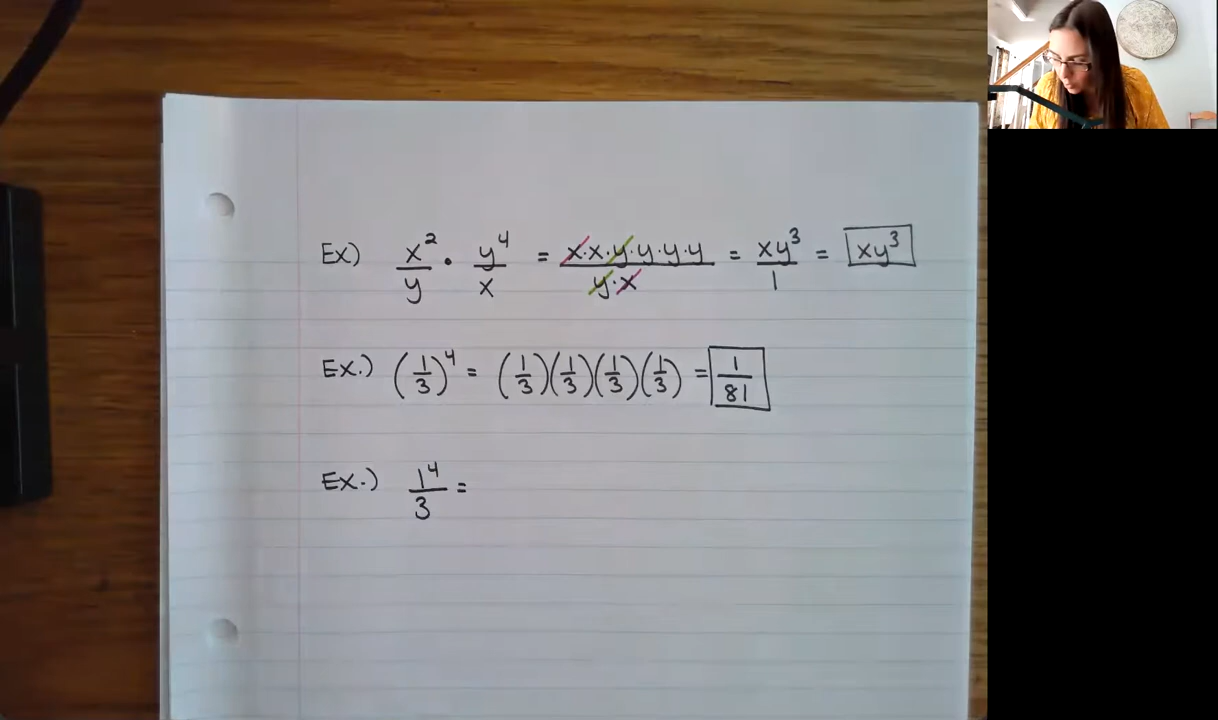 Ex) x²/y · y⁴/x = x·x·y·y·y·y/y·x = xy³/1 = xy³
Ex.) (1/3)⁴ = (1/3)(1/3)(1/3)(1/3) = 1/81
Ex.) 1⁴/3 =